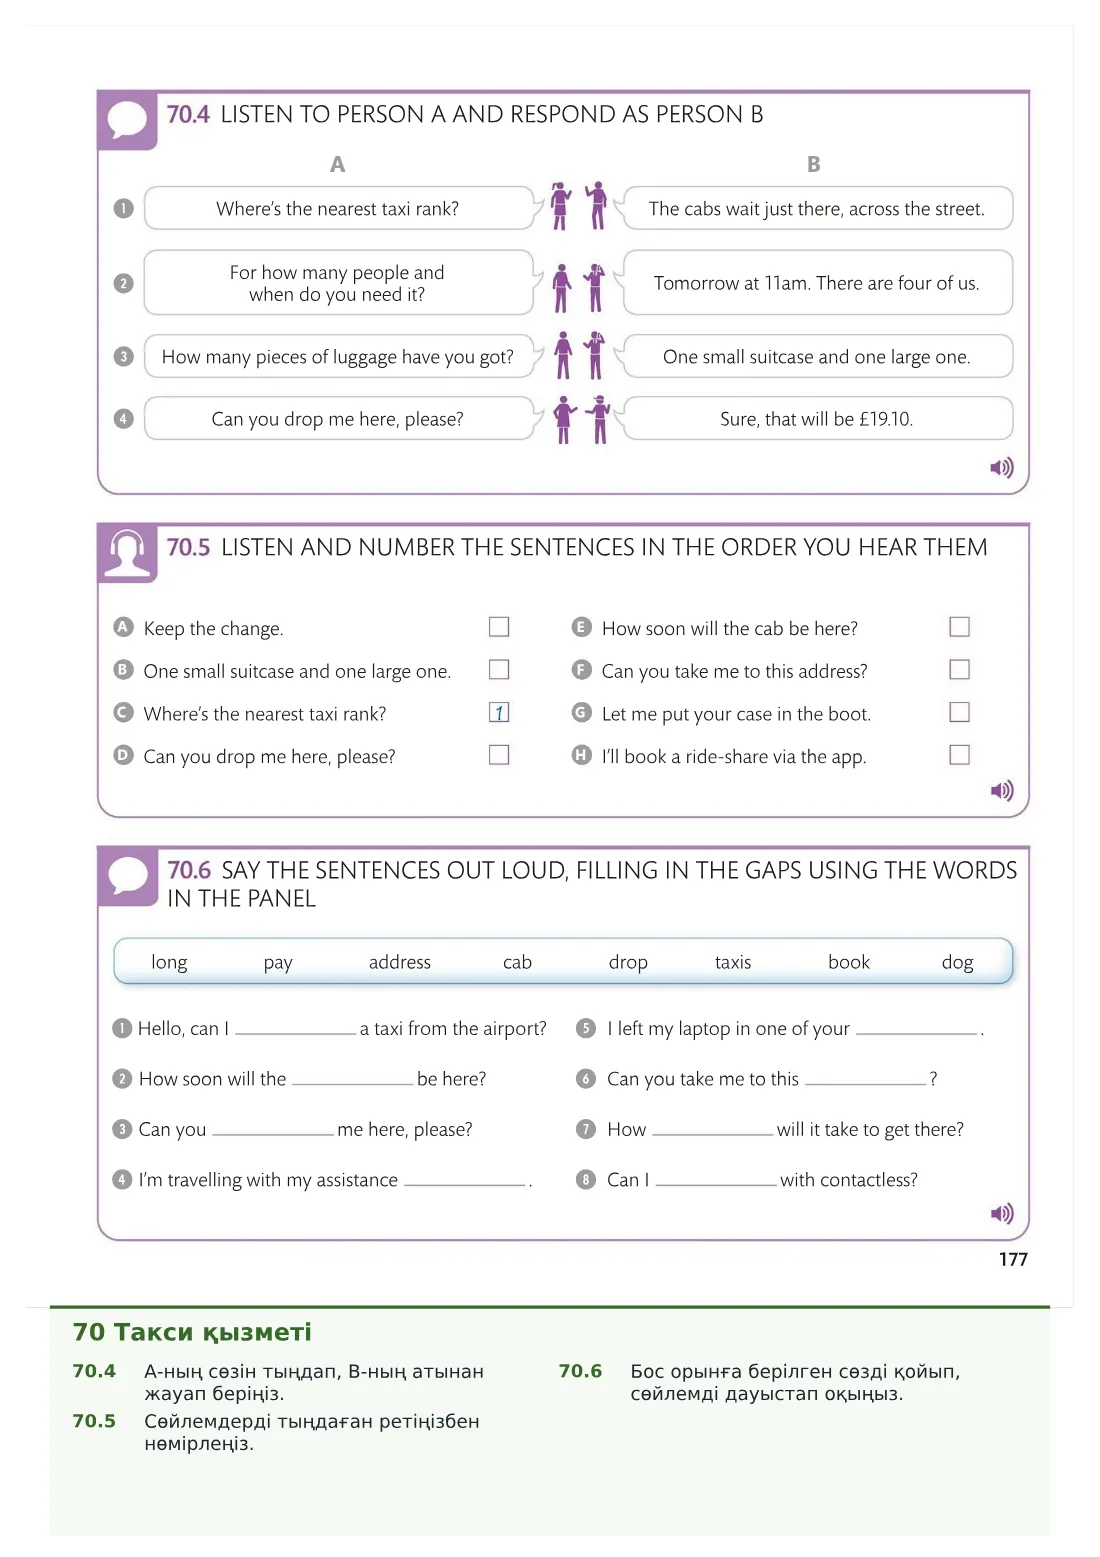 70.4 LISTEN TO PERSON A AND RESPOND AS PERSON B
A
B
1 Where's the nearest taxi rank?
The cabs wait just there, across the street.
2 For how many people and
when do you need it?
Tomorrow at 11am. There are four of us.
3 How many pieces of luggage have you got?
One small suitcase and one large one.
4 Can you drop me here, please?
Sure, that will be £19.10.
70.5 LISTEN AND NUMBER THE SENTENCES IN THE ORDER YOU HEAR THEM
A Keep the change.
B One small suitcase and one large one.
C Where's the nearest taxi rank? 1
D Can you drop me here, please?
E How soon will the cab be here?
F Can you take me to this address?
G Let me put your case in the boot.
H I'll book a ride-share via the app.
70.6 SAY THE SENTENCES OUT LOUD, FILLING IN THE GAPS USING THE WORDS
IN THE PANEL
long pay address cab drop taxis book dog
1 Hello, can I ____________ a taxi from the airport?
2 How soon will the ____________ be here?
3 Can you ____________ me here, please?
4 I'm travelling with my assistance ____________ .
5 I left my laptop in one of your ____________ .
6 Can you take me to this ____________ ?
7 How ____________ will it take to get there?
8 Can I ____________ with contactless?
177
70 Такси қызметі
70.4 А-ның сөзін тыңдап, В-ның атынан
жауап беріңіз.
70.5 Сөйлемдерді тыңдаған ретіңізбен
нөмірлеңіз.
70.6 Бос орынға берілген сөзді қойып,
сөйлемді дауыстап оқыңыз.